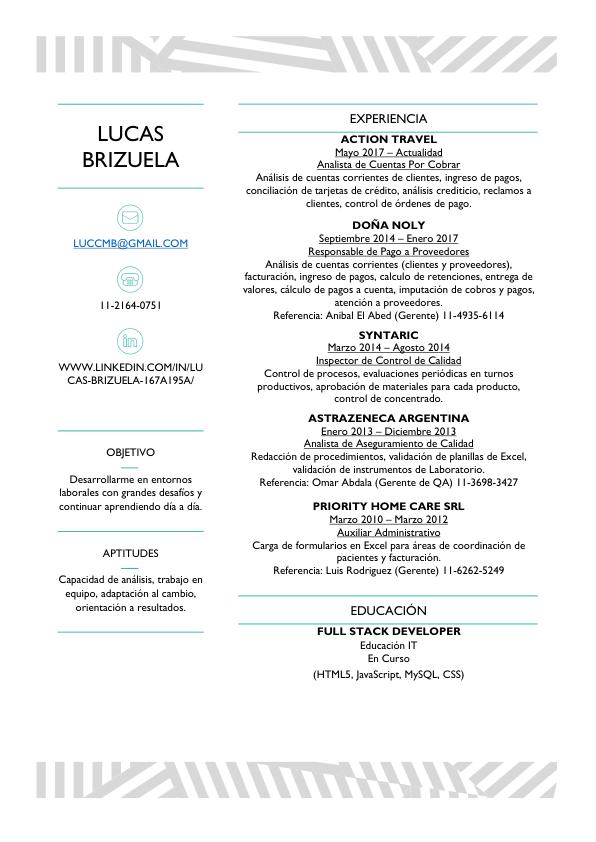 LUCAS
BRIZUELA
LUCCMB@GMAIL.COM
11-2164-0751
WWW.LINKEDIN.COM/IN/LU
CAS-BRIZUELA-167A195A/
OBJETIVO
Desarrollarme en entornos
laborales con grandes desafíos y
continuar aprendiendo día a día.
APTITUDES
Capacidad de análisis, trabajo en
equipo, adaptación al cambio,
orientación a resultados.
EXPERIENCIA
ACTION TRAVEL
Mayo 2017 – Actualidad
Analista de Cuentas Por Cobrar
Análisis de cuentas corrientes de clientes, ingreso de pagos,
conciliación de tarjetas de crédito, análisis crediticio, reclamos a
clientes, control de órdenes de pago.
DOÑA NOLY
Septiembre 2014 – Enero 2017
Responsable de Pago a Proveedores
Análisis de cuentas corrientes (clientes y proveedores),
facturación, ingreso de pagos, calculo de retenciones, entrega de
valores, cálculo de pagos a cuenta, imputación de cobros y pagos,
atención a proveedores.
Referencia: Anibal El Abed (Gerente) 11-4935-6114
SYNTARIC
Marzo 2014 – Agosto 2014
Inspector de Control de Calidad
Control de procesos, evaluaciones periódicas en turnos
productivos, aprobación de materiales para cada producto,
control de concentrado.
ASTRAZENECA ARGENTINA
Enero 2013 – Diciembre 2013
Analista de Aseguramiento de Calidad
Redacción de procedimientos, validación de planillas de Excel,
validación de instrumentos de Laboratorio.
Referencia: Omar Abdala (Gerente de QA) 11-3698-3427
PRIORITY HOME CARE SRL
Marzo 2010 – Marzo 2012
Auxiliar Administrativo
Carga de formularios en Excel para áreas de coordinación de
pacientes y facturación.
Referencia: Luis Rodriguez (Gerente) 11-6262-5249
EDUCACIÓN
FULL STACK DEVELOPER
Educación IT
En Curso
(HTML5, JavaScript, MySQL, CSS)